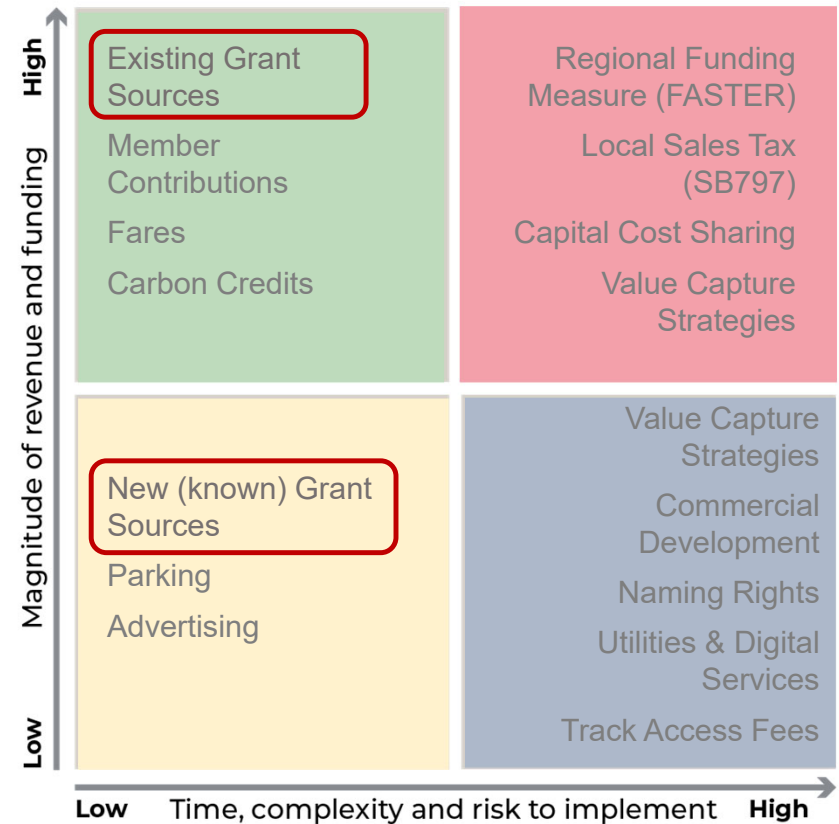 High
Magnitude of revenue and funding
Low
Existing Grant
Sources
Member
Contributions
Fares
Carbon Credits
Regional Funding
Measure (FASTER)
Local Sales Tax
(SB797)
Capital Cost Sharing
Value Capture
Strategies
New (known) Grant
Sources
Parking
Advertising
Value Capture
Strategies
Commercial
Development
Naming Rights
Utilities & Digital
Services
Track Access Fees
Low Time, complexity and risk to implement High